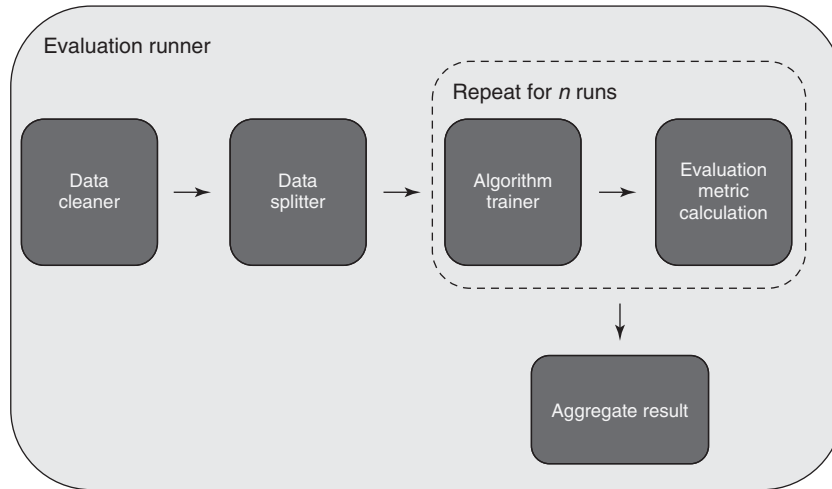 Evaluation runner
Repeat for n runs
Data
cleaner
Data
splitter
Algorithm
trainer
Evaluation
metric
calculation
Aggregate result